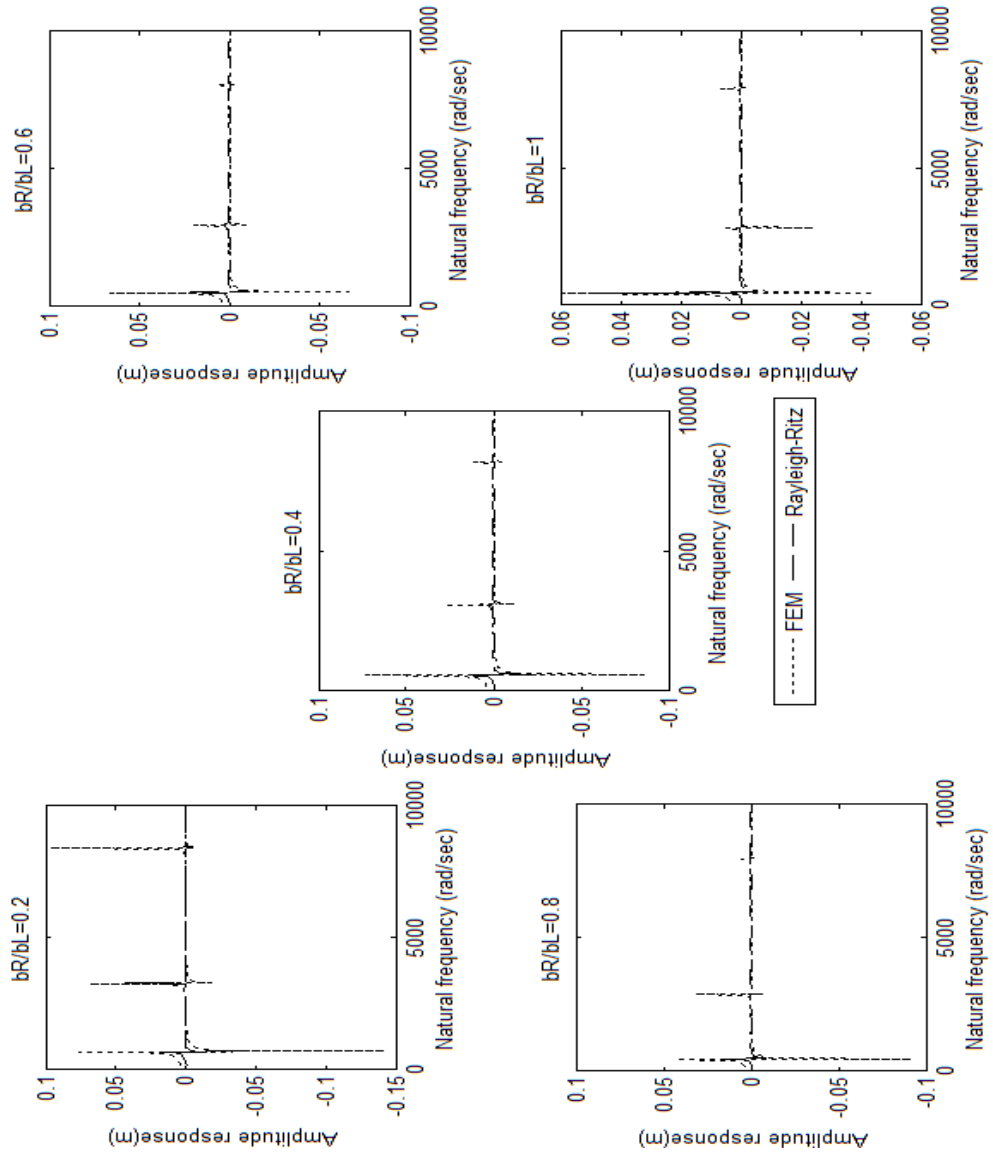 bR/bL=0.2
0.1
0.05
0
-0.05
-0.1
-0.15
0
5000
10000
Natural frequency (rad/sec)
Amplitude response(m)
bR/bL=0.6
0.1
0.05
0
-0.05
-0.1
0
5000
10000
Natural frequency (rad/sec)
Amplitude response(m)
bR/bL=0.4
0.1
0.05
0
-0.05
-0.1
0
5000
10000
Natural frequency (rad/sec)
Amplitude response(m)
bR/bL=0.8
0.1
0.05
0
-0.05
-0.1
0
5000
10000
Natural frequency (rad/sec)
Amplitude response(m)
FEM
Rayleigh-Ritz
bR/bL=1
0.06
0.04
0.02
0
-0.02
-0.04
-0.06
0
5000
10000
Natural frequency (rad/sec)
Amplitude response(m)